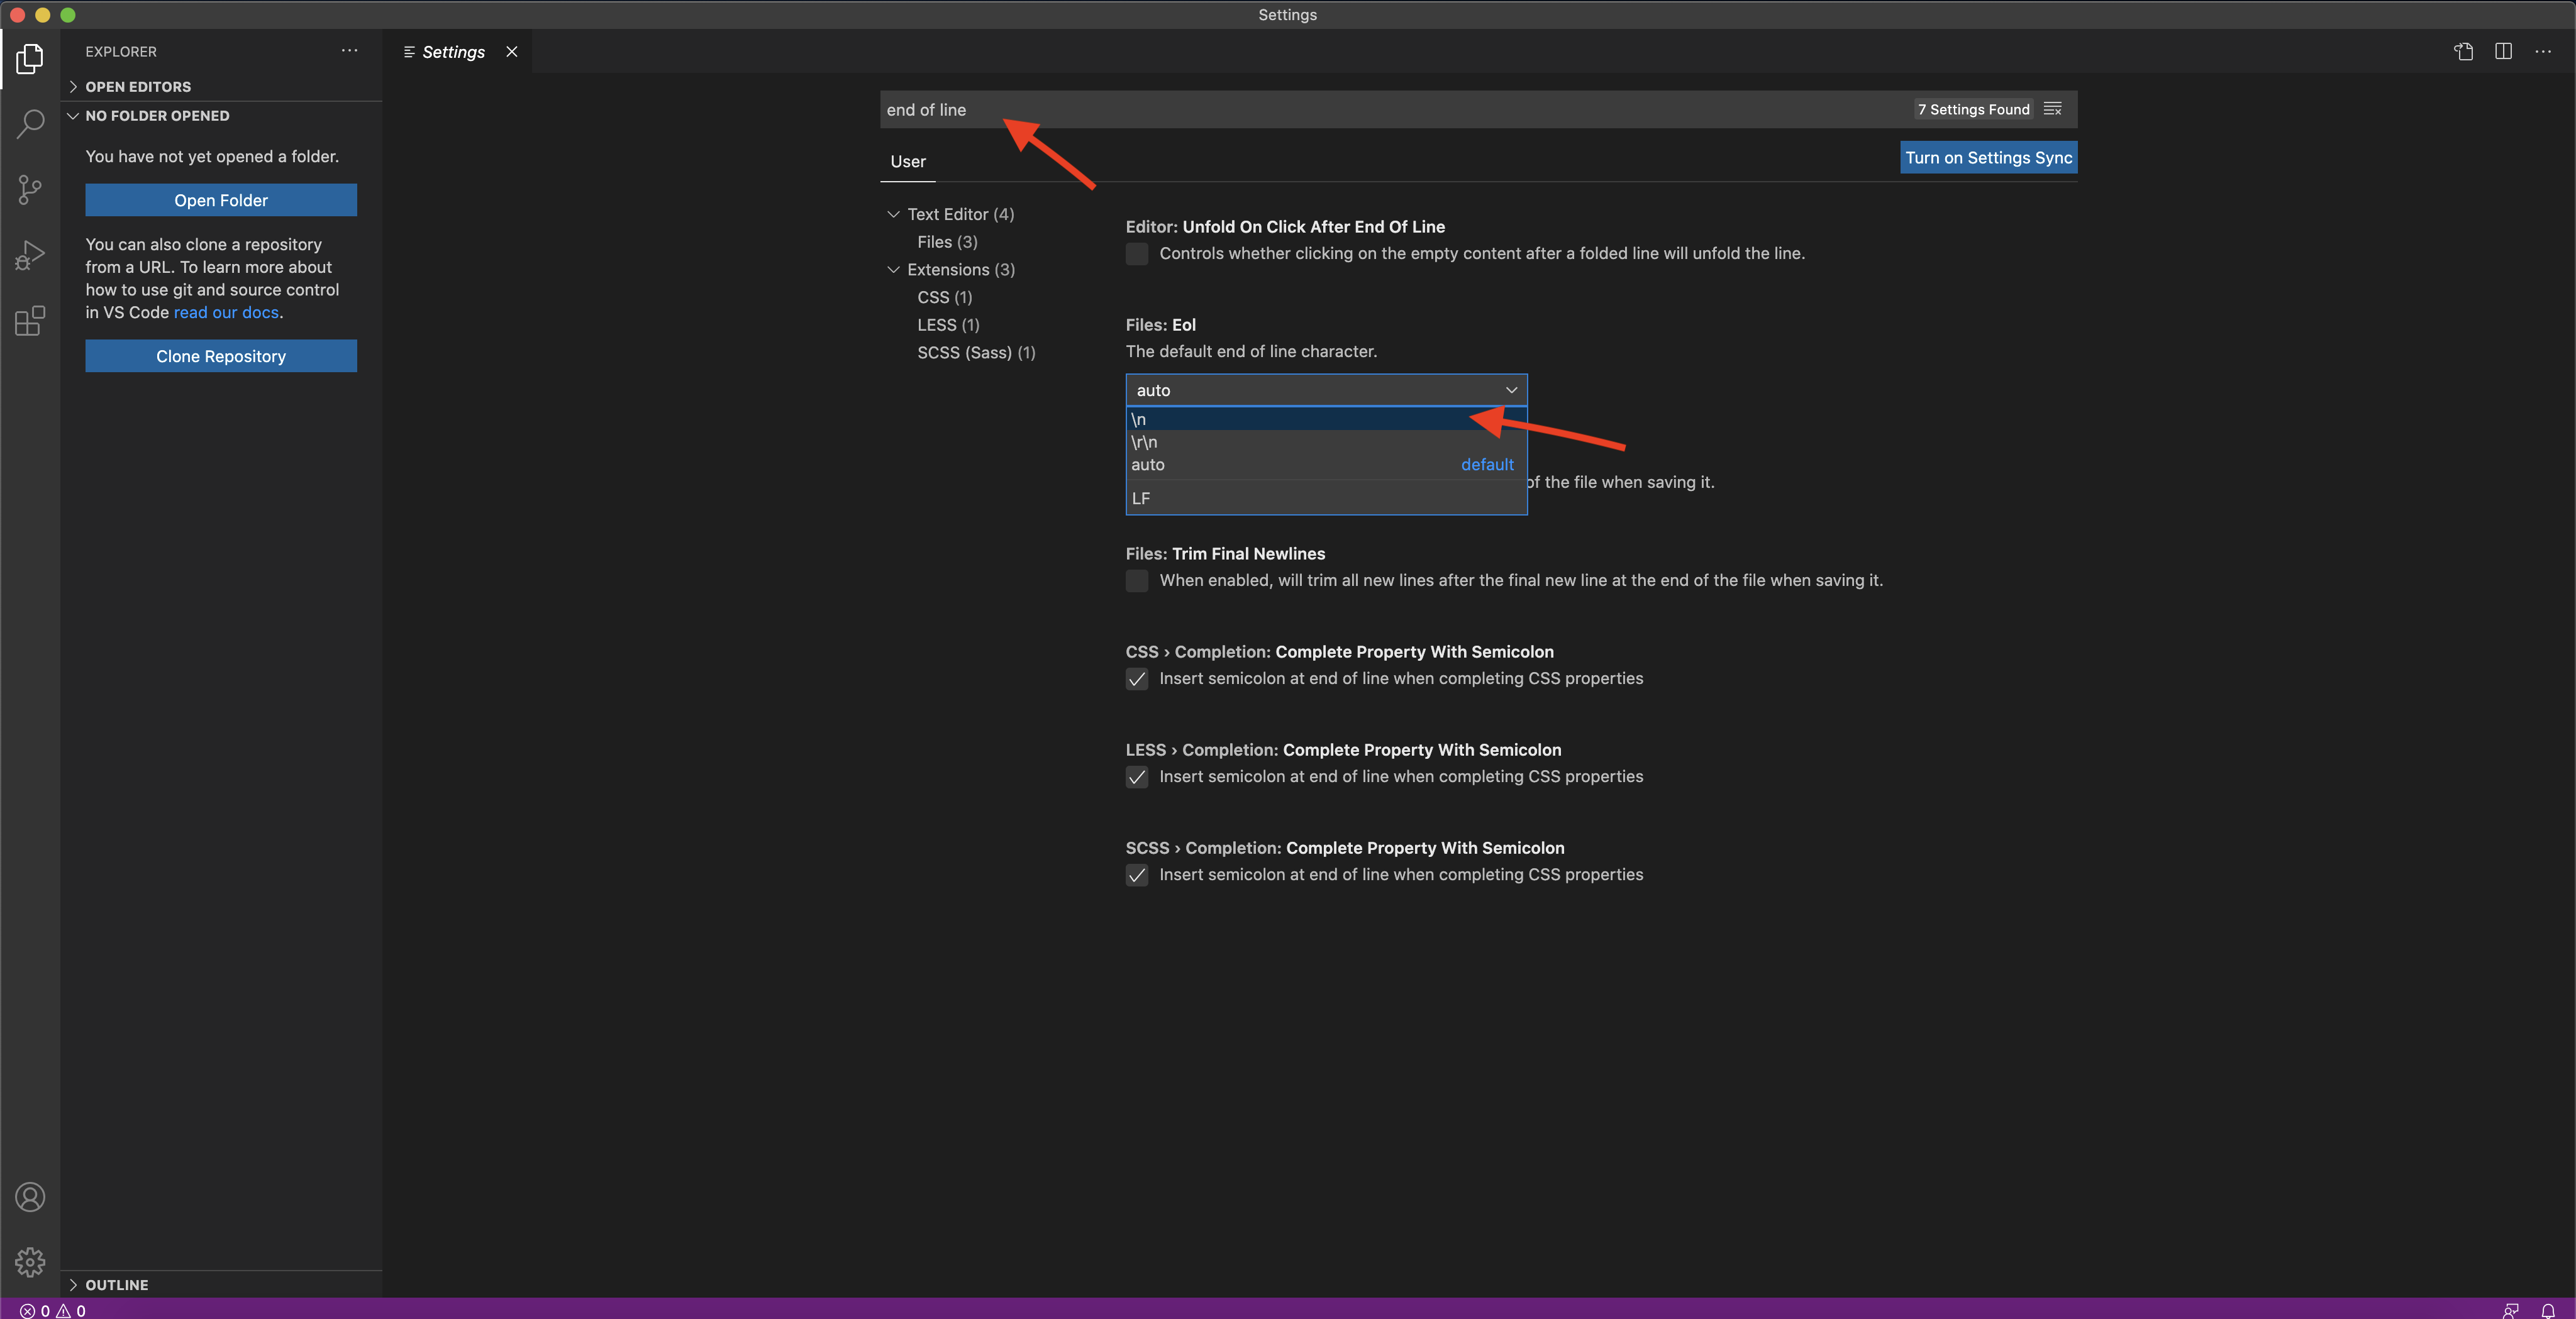 Settings
EXPLORER
OPEN EDITORS
NO FOLDER OPENED
You have not yet opened a folder.
Open Folder
You can also clone a repository
from a URL. To learn more about
how to use git and source control
in VS Code read our docs.
Clone Repository
OUTLINE
Settings
end of line
7 Settings Found
User
Turn on Settings Sync
Text Editor (4)
Files (3)
Extensions (3)
CSS (1)
LESS (1)
SCSS (Sass) (1)
Editor: Unfold On Click After End Of Line
Controls whether clicking on the empty content after a folded line will unfold the line.
Files: Eol
The default end of line character.
auto
\n
\r\n
auto default
LF
of the file when saving it.
Files: Trim Final Newlines
When enabled, will trim all new lines after the final new line at the end of the file when saving it.
CSS › Completion: Complete Property With Semicolon
Insert semicolon at end of line when completing CSS properties
LESS › Completion: Complete Property With Semicolon
Insert semicolon at end of line when completing CSS properties
SCSS › Completion: Complete Property With Semicolon
Insert semicolon at end of line when completing CSS properties
0 0